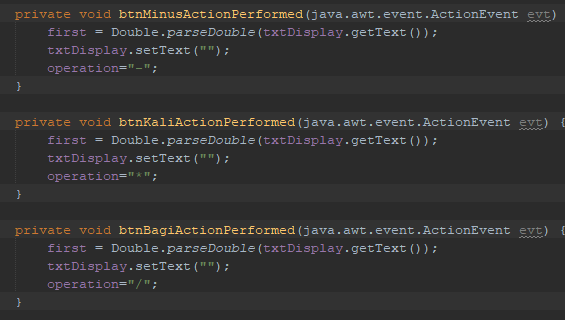 private void btnMinusActionPerformed(java.awt.event.ActionEvent evt)
first = Double.parseDouble(txtDisplay.getText());
txtDisplay.setText("");
operation="-";
}
private void btnKaliActionPerformed(java.awt.event.ActionEvent evt) {
first = Double.parseDouble(txtDisplay.getText());
txtDisplay.setText("");
operation="*";
}
private void btnBagiActionPerformed(java.awt.event.ActionEvent evt) {
first = Double.parseDouble(txtDisplay.getText());
txtDisplay.setText("");
operation="/";
}